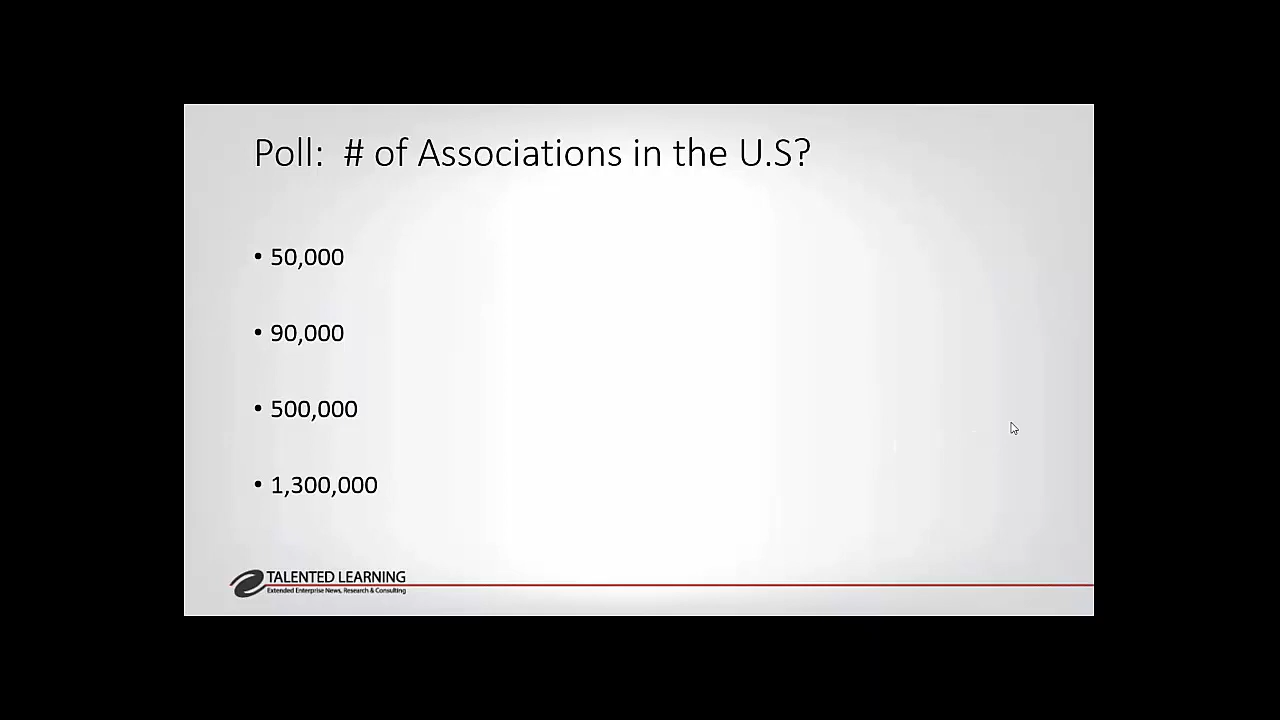 Poll:  # of Associations in the U.S?
• 50,000
• 90,000
• 500,000
• 1,300,000
TALENTED LEARNING
Extended Enterprise News, Research & Consulting